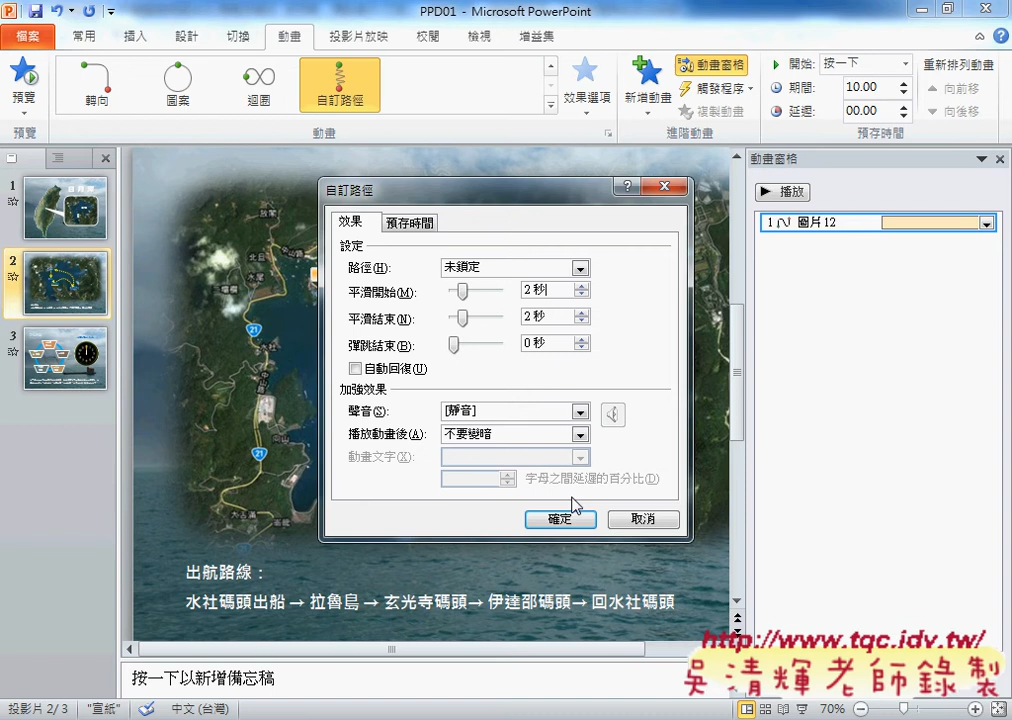 PPD01 - Microsoft PowerPoint
檔案 常用 插入 設計 切換 動畫 投影片放映 校閱 檢視 增益集
預覽 轉向 圖案 迴圈 自訂路徑 效果選項 新增動畫
動畫窗格
觸發程序
複製動畫
開始: 按一下
期間: 10.00
延遲: 00.00
重新排列動畫
向前移
向後移
預覽 動畫 進階動畫 預存時間
1
2
3
自訂路徑
效果 預存時間
設定
路徑(H): 未鎖定
平滑開始(M): 2 秒
平滑結束(N): 2 秒
彈跳結束(B): 0 秒
自動回復(U)
加強效果
聲音(S): [靜音]
播放動畫後(A): 不要變暗
動畫文字(X):
字母之間延遲的百分比(D)
確定 取消
21
21
出航路線：
水社碼頭出船→ 拉魯島 → 玄光寺碼頭→ 伊達邵碼頭→ 回水社碼頭
動畫窗格
播放
1 圖片 12
按一下以新增備忘稿
http://www.tqc.idv.tw/
吳清輝老師錄製
投影片 2/3 "宣紙" 中文 (台灣) 70%